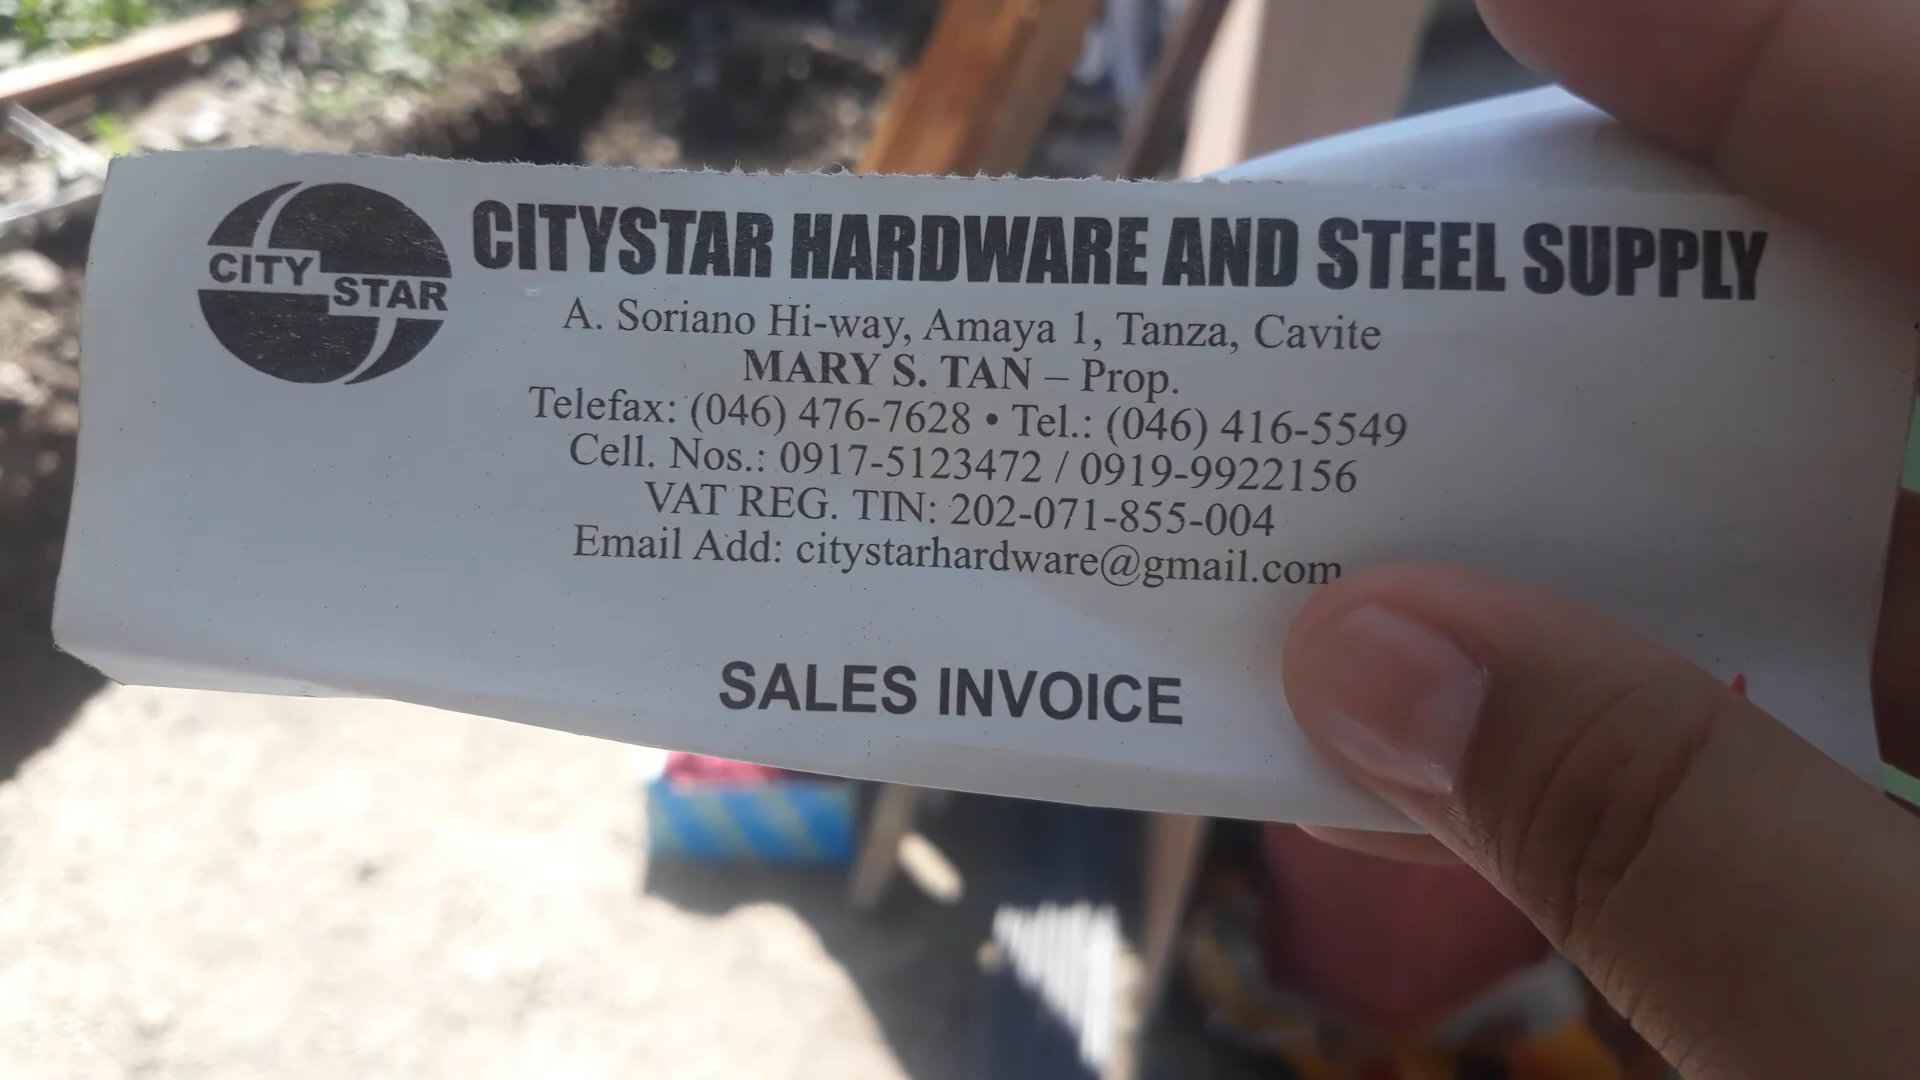 CITY STAR
CITYSTAR HARDWARE AND STEEL SUPPLY
A. Soriano Hi-way, Amaya 1, Tanza, Cavite
MARY S. TAN – Prop.
Telefax: (046) 476-7628 • Tel.: (046) 416-5549
Cell. Nos.: 0917-5123472 / 0919-9922156
VAT REG. TIN: 202-071-855-004
Email Add: citystarhardware@gmail.com
SALES INVOICE